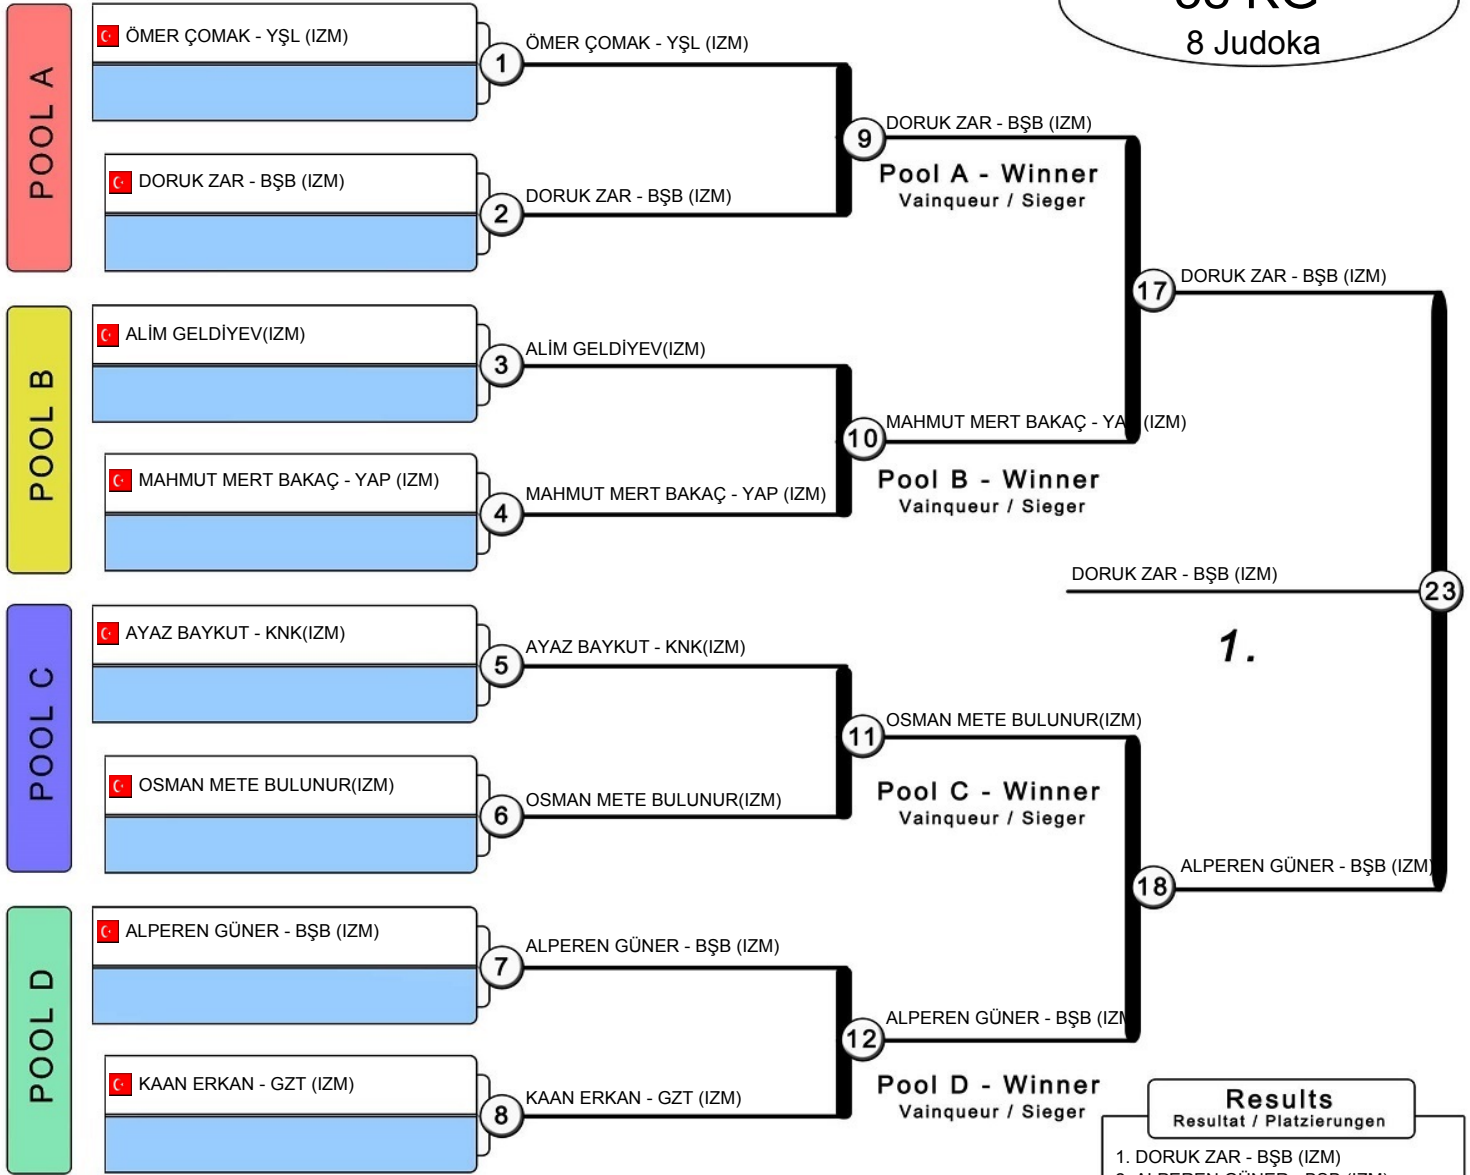 8 Judoka
POOL A
ÖMER ÇOMAK - YŞL (IZM)
1
ÖMER ÇOMAK - YŞL (IZM)
DORUK ZAR - BŞB (IZM)
2
DORUK ZAR - BŞB (IZM)
9
DORUK ZAR - BŞB (IZM)
Pool A - Winner
Vainqueur / Sieger
POOL B
ALİM GELDİYEV(IZM)
3
ALİM GELDİYEV(IZM)
MAHMUT MERT BAKAÇ - YAP (IZM)
4
MAHMUT MERT BAKAÇ - YAP (IZM)
10
MAHMUT MERT BAKAÇ - YA (IZM)
Pool B - Winner
Vainqueur / Sieger
17
DORUK ZAR - BŞB (IZM)
DORUK ZAR - BŞB (IZM)
23
1.
POOL C
AYAZ BAYKUT - KNK(IZM)
5
AYAZ BAYKUT - KNK(IZM)
OSMAN METE BULUNUR(IZM)
6
OSMAN METE BULUNUR(IZM)
11
OSMAN METE BULUNUR(IZM)
Pool C - Winner
Vainqueur / Sieger
18
ALPEREN GÜNER - BŞB (IZM)
POOL D
ALPEREN GÜNER - BŞB (IZM)
7
ALPEREN GÜNER - BŞB (IZM)
KAAN ERKAN - GZT (IZM)
8
KAAN ERKAN - GZT (IZM)
12
ALPEREN GÜNER - BŞB (IZM
Pool D - Winner
Vainqueur / Sieger
Results
Resultat / Platzierungen
1. DORUK ZAR - BŞB (IZM)